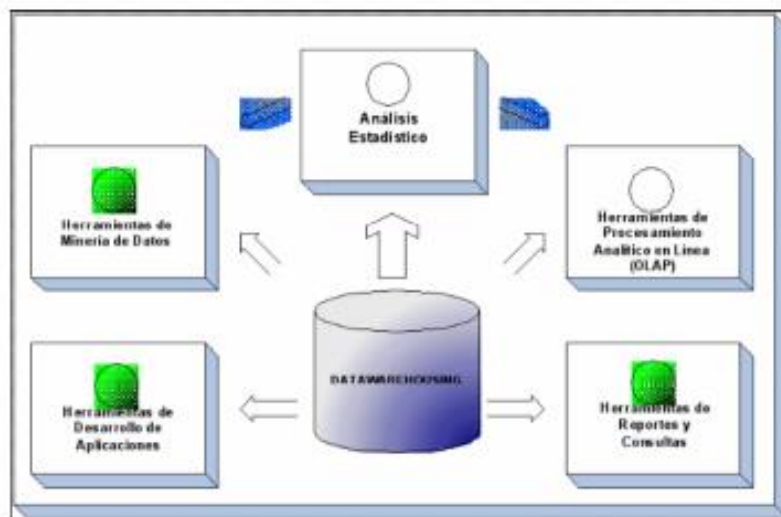 Análisis
Estadístico
Herramientas de
Minería de Datos
Herramientas de
Procesamiento
Analítico en Línea
(OLAP)
DATAWAREHOUSING
Herramientas de
Desarrollo de
Aplicaciones
Herramientas de
Reportes y
Consultas